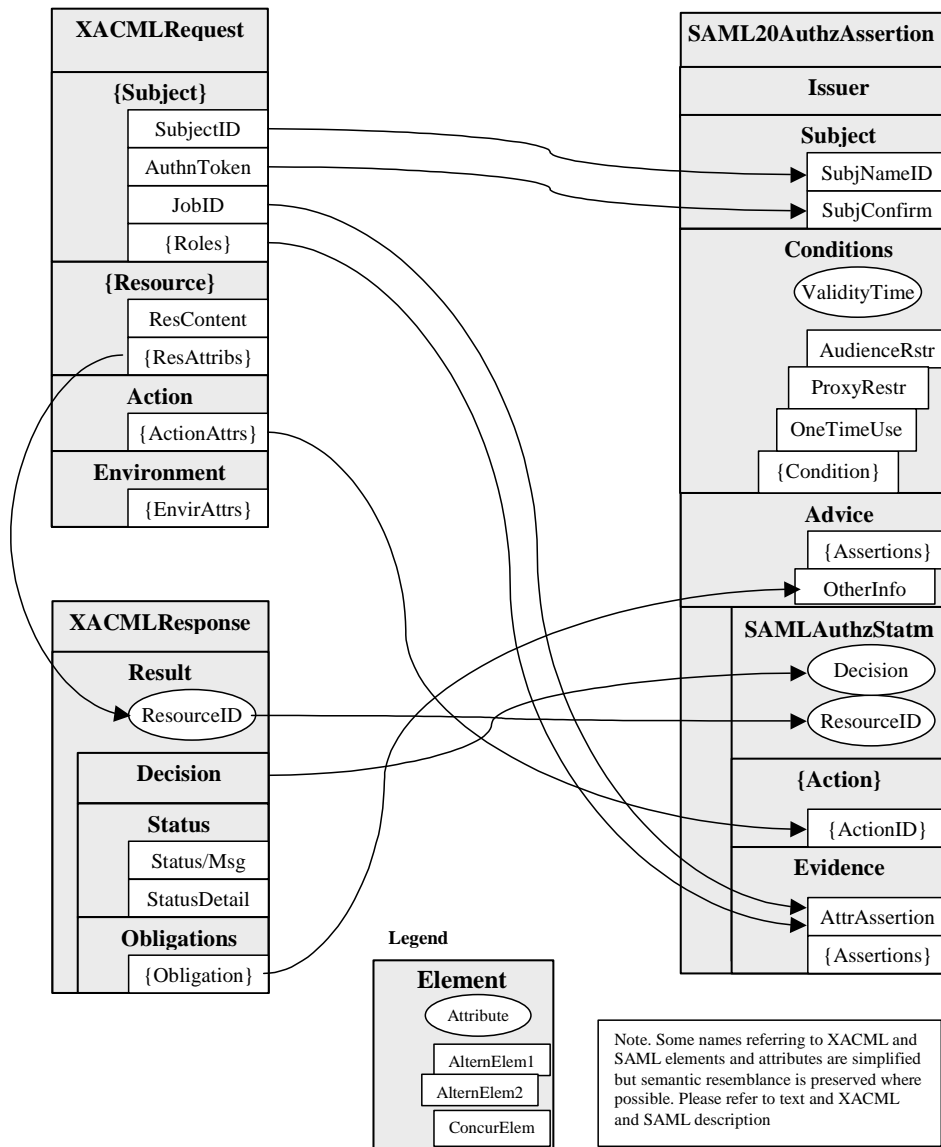 XACMLRequest
{Subject}
SubjectID
AuthnToken
JobID
{Roles}
{Resource}
ResContent
{ResAttribs}
Action
{ActionAttrs}
Environment
{EnvirAttrs}
XACMLResponse
Result
ResourceID
Decision
Status
Status/Msg
StatusDetail
Obligations
{Obligation}
SAML20AuthzAssertion
Issuer
Subject
SubjNameID
SubjConfirm
Conditions
ValidityTime
AudienceRstr
ProxyRestr
OneTimeUse
{Condition}
Advice
{Assertions}
OtherInfo
SAMLAuthzStatm
Decision
ResourceID
{Action}
{ActionID}
Evidence
AttrAssertion
{Assertions}
Legend
Element
Attribute
AlternElem1
AlternElem2
ConcurElem
Note. Some names referring to XACML and
SAML elements and attributes are simplified
but semantic resemblance is preserved where
possible. Please refer to text and XACML
and SAML description